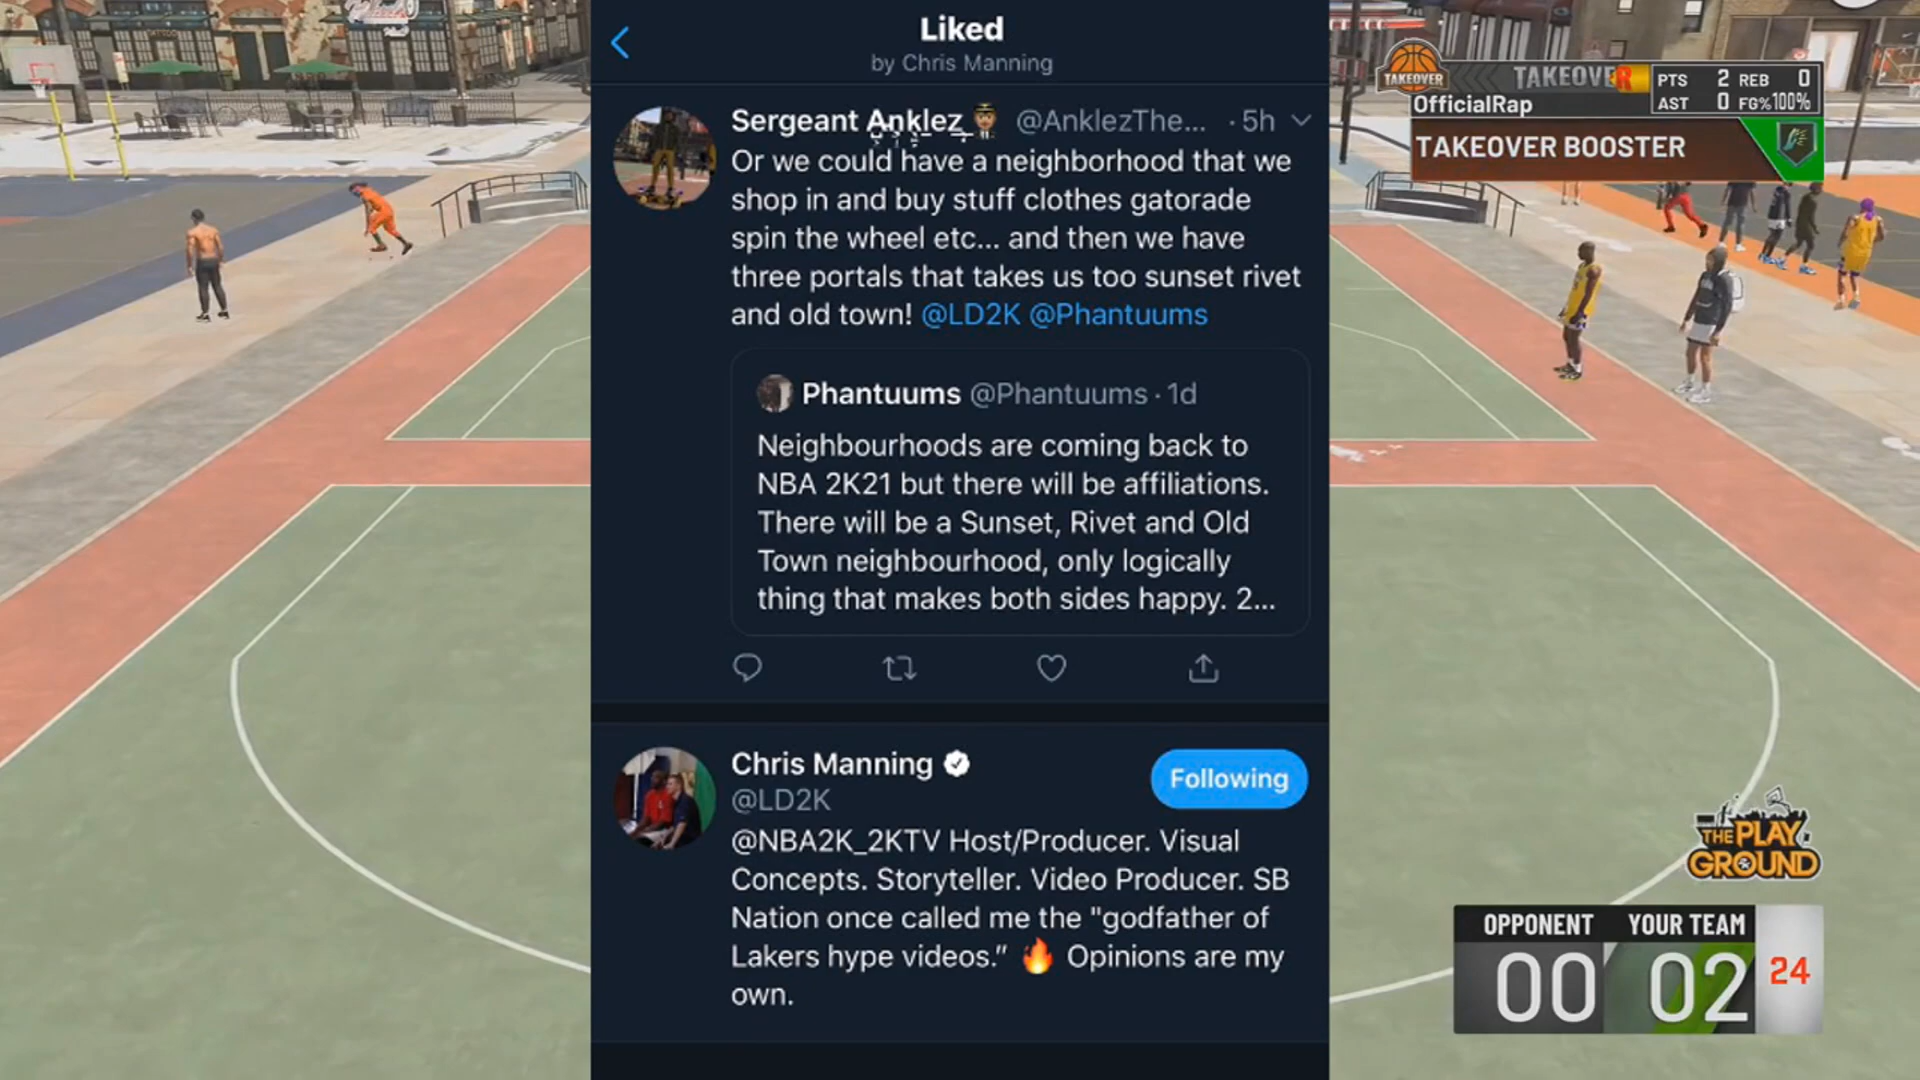 Liked
by Chris Manning
Sergeant Anklez @AnklezThe... · 5h
Or we could have a neighborhood that we
shop in and buy stuff clothes gatorade
spin the wheel etc... and then we have
three portals that takes us too sunset rivet
and old town! @LD2K @Phantuums
Phantuums @Phantuums · 1d
Neighbourhoods are coming back to
NBA 2K21 but there will be affiliations.
There will be a Sunset, Rivet and Old
Town neighbourhood, only logically
thing that makes both sides happy. 2...
Chris Manning
Following
@LD2K
@NBA2K_2KTV Host/Producer. Visual
Concepts. Storyteller. Video Producer. SB
Nation once called me the "godfather of
Lakers hype videos.” 🔥 Opinions are my
own.
TAKEOVER
TAKEOVER
PTS 2 REB 0
AST 0 FG% 100%
OfficialRap
TAKEOVER BOOSTER
THE PLAY
GROUND
OPPONENT YOUR TEAM
00 02 24